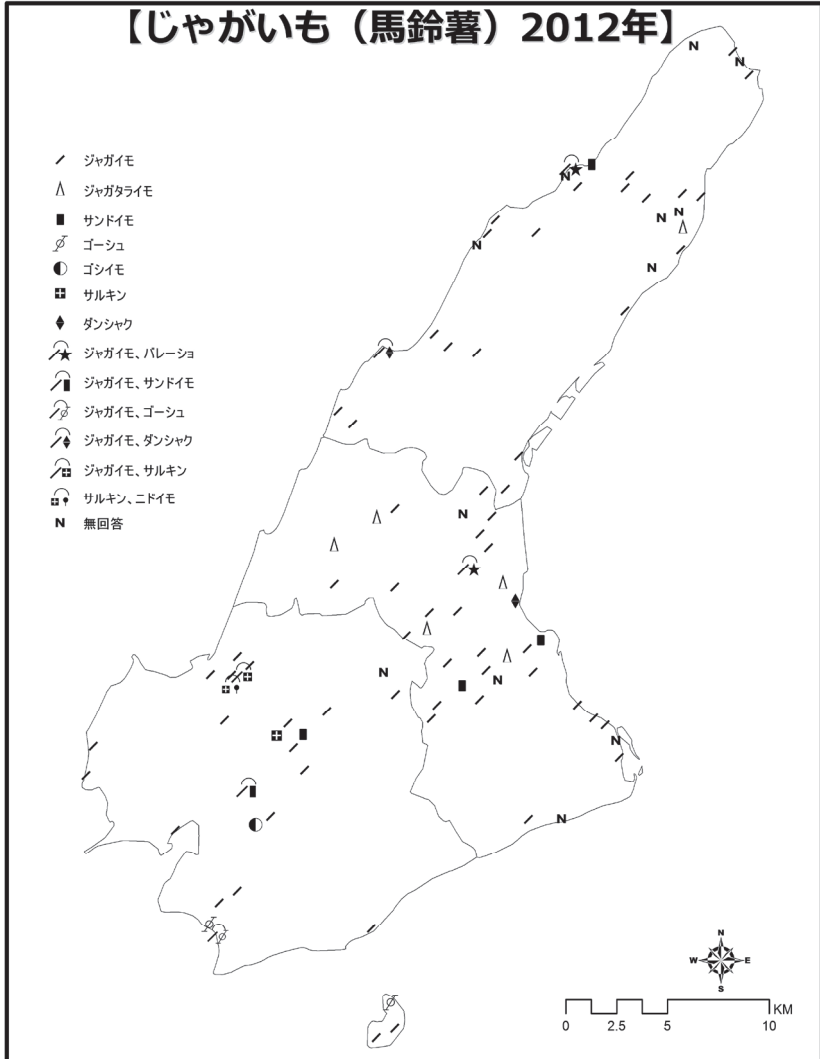 【じゃがいも（馬鈴薯）2012年】
ジャガイモ
ジャガタライモ
サンドイモ
ゴーシュ
ゴシイモ
サルキン
ダンシャク
ジャガイモ、バレーショ
ジャガイモ、サンドイモ
ジャガイモ、ゴーシュ
ジャガイモ、ダンシャク
ジャガイモ、サルキン
サルキン、ニドイモ
N 無回答
N
N
N
N
N
N
N
N
N
N
N
N
N
N
W E
S
KM
0 2.5 5 10